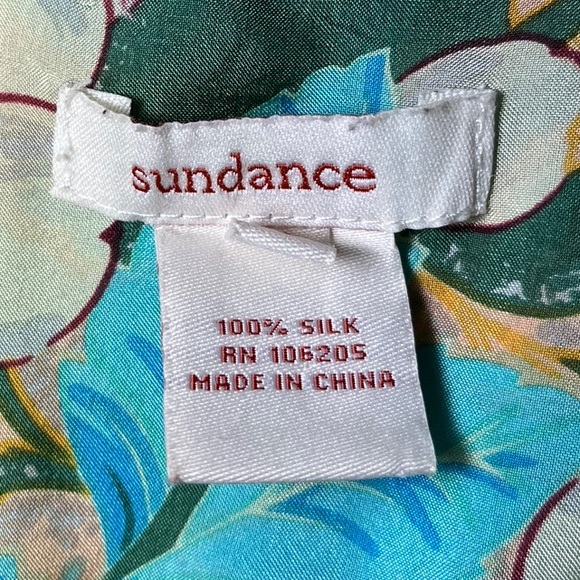 sundance
100% SILK
RN 106205
MADE IN CHINA